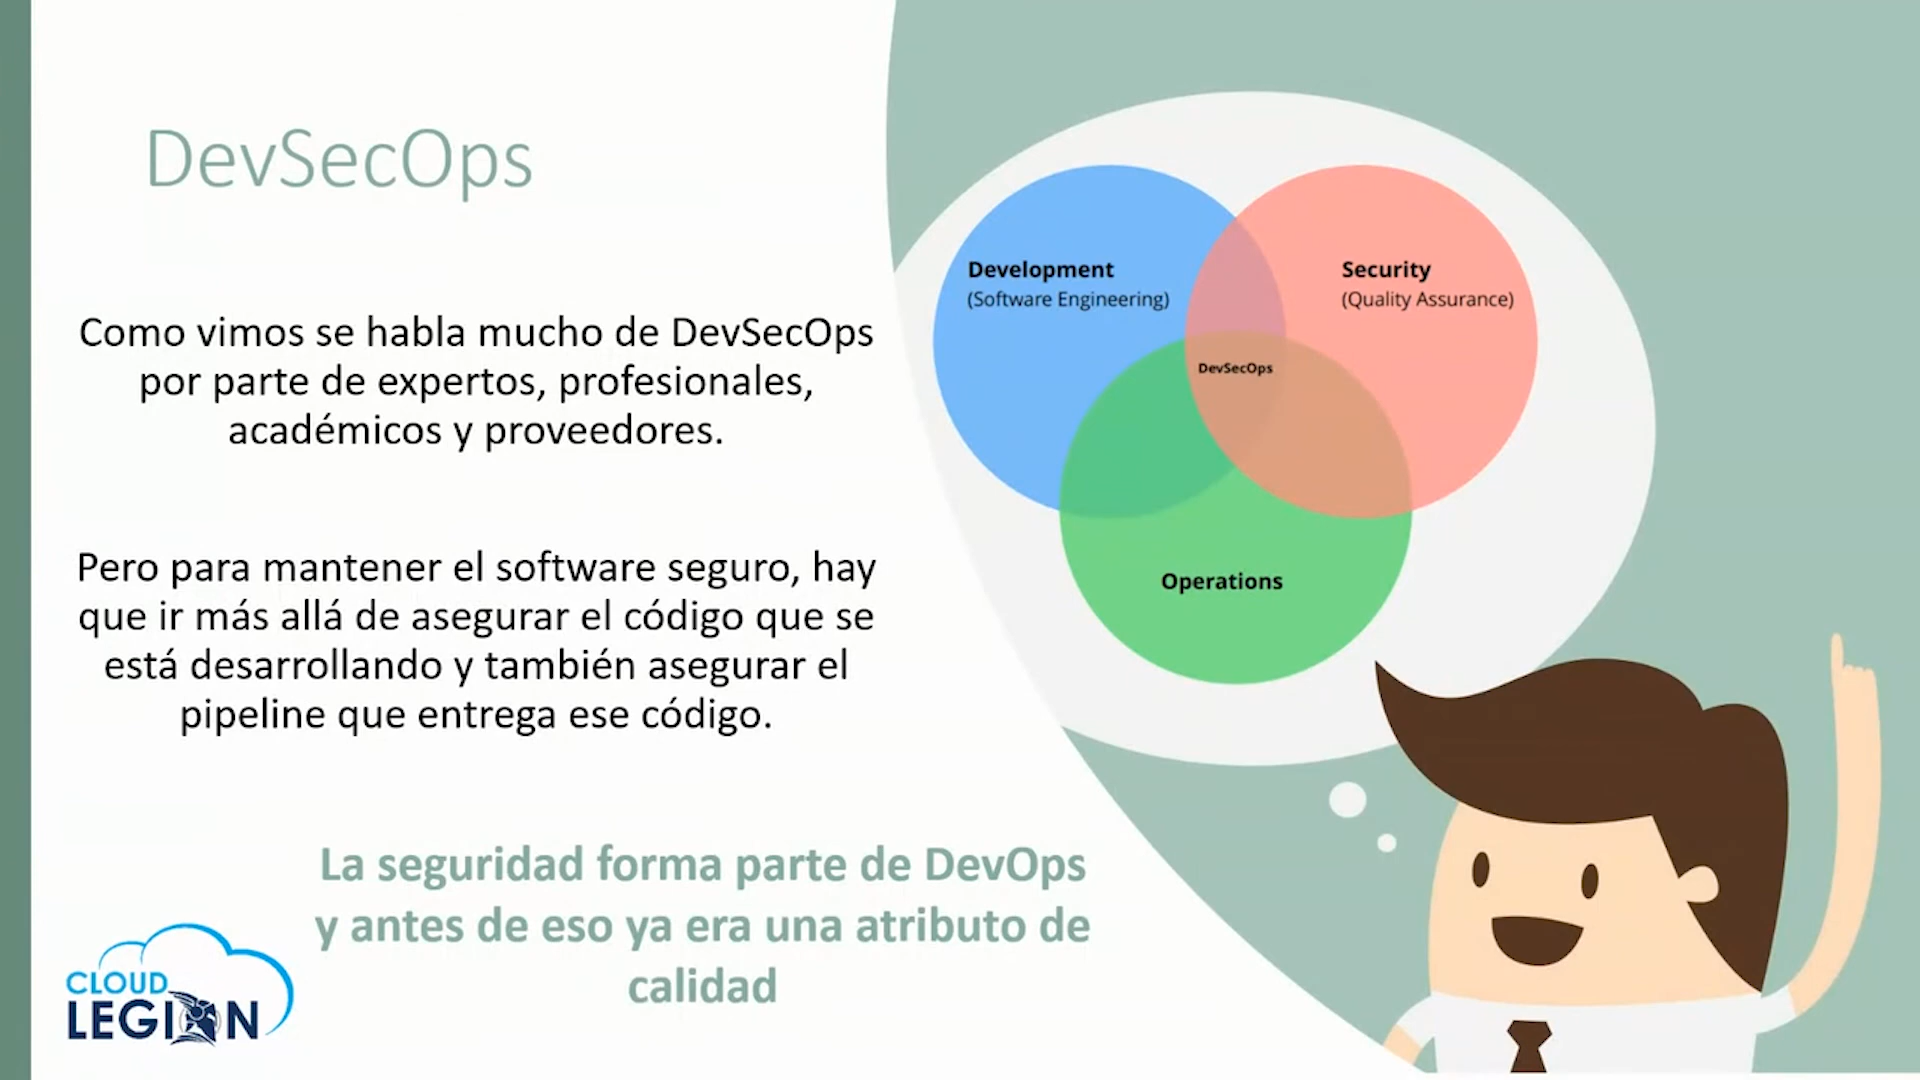 DevSecOps
Como vimos se habla mucho de DevSecOps
por parte de expertos, profesionales,
académicos y proveedores.
Pero para mantener el software seguro, hay
que ir más allá de asegurar el código que se
está desarrollando y también asegurar el
pipeline que entrega ese código.
La seguridad forma parte de DevOps
y antes de eso ya era una atributo de
calidad
CLOUD
LEGION
Development
(Software Engineering)
Security
(Quality Assurance)
DevSecOps
Operations